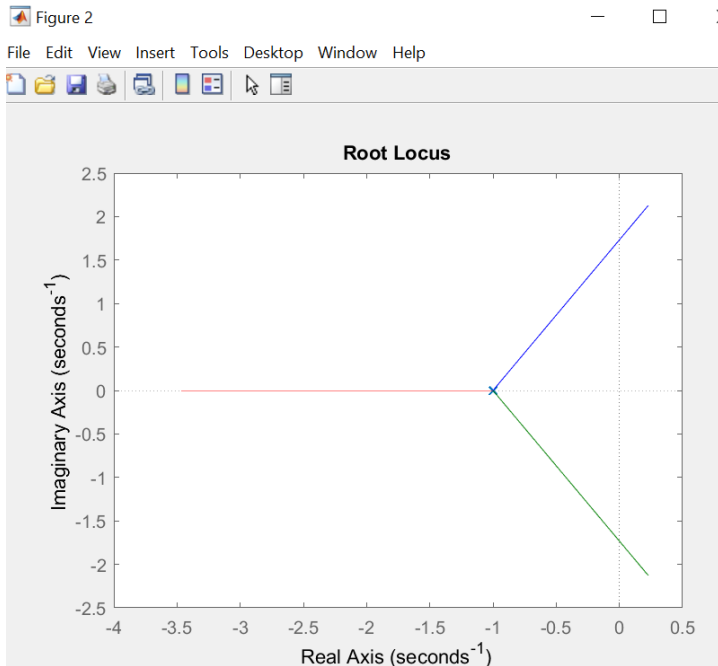 Figure 2
File Edit View Insert Tools Desktop Window Help
Root Locus
2.5
2
1.5
1
0.5
0
-0.5
-1
-1.5
-2
-2.5
Imaginary Axis (seconds⁻¹)
-4 -3.5 -3 -2.5 -2 -1.5 -1 -0.5 0 0.5
Real Axis (seconds⁻¹)